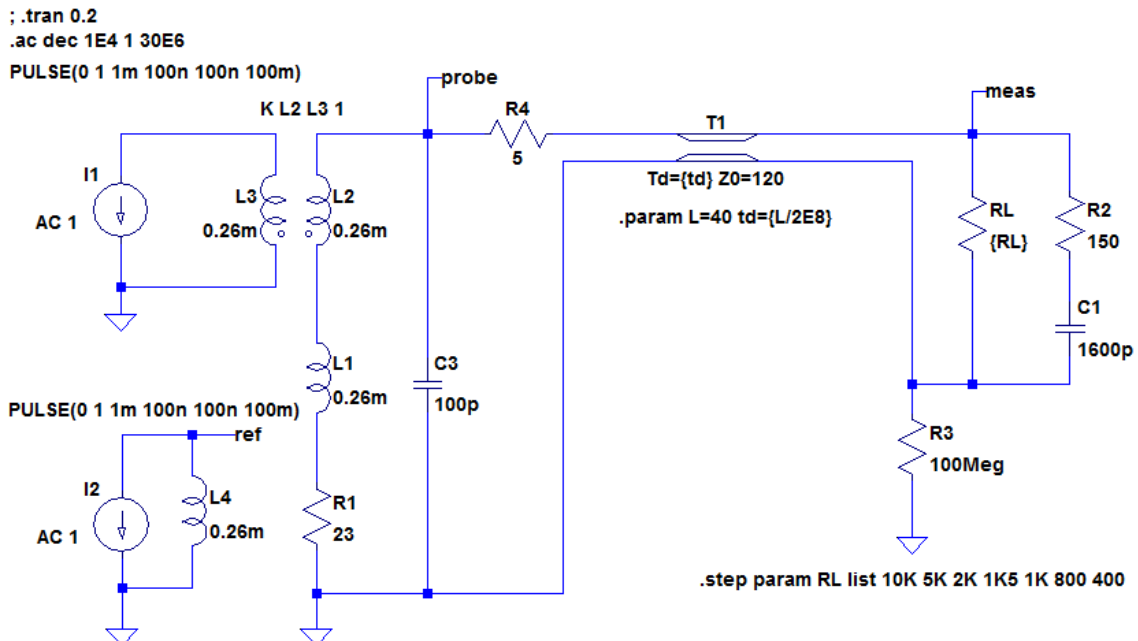 ; .tran 0.2
.ac dec 1E4 1 30E6
PULSE(0 1 1m 100n 100n 100m)
K L2 L3 1
probe
meas
R4
5
T1
Td={td} Z0=120
.param L=40 td={L/2E8}
I1
AC 1
L3
0.26m
L2
0.26m
RL
{RL}
R2
150
C1
1600p
L1
0.26m
C3
100p
PULSE(0 1 1m 100n 100n 100m)
ref
I2
AC 1
L4
0.26m
R1
23
R3
100Meg
.step param RL list 10K 5K 2K 1K5 1K 800 400